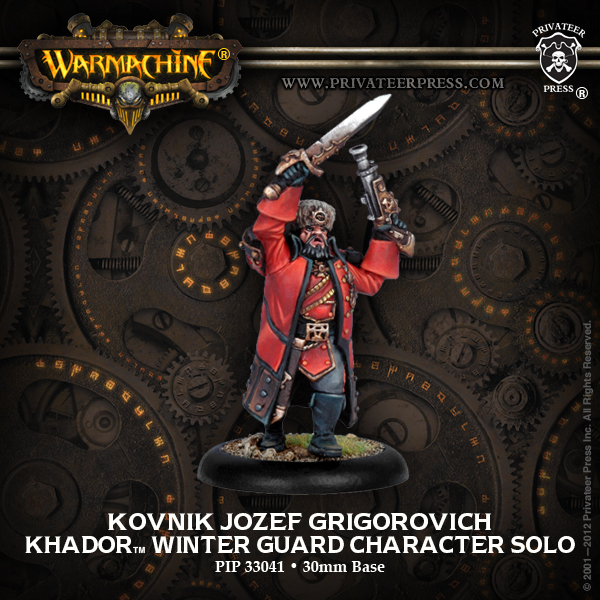 WARMACHINE®
PRIVATEER
PRESS®
WWW.PRIVATEERPRESS.COM
KOVNIK JOZEF GRIGOROVICH
KHADOR™ WINTER GUARD CHARACTER SOLO
PIP 33041 • 30mm Base
© 2001–2012 Privateer Press Inc. All Rights Reserved.